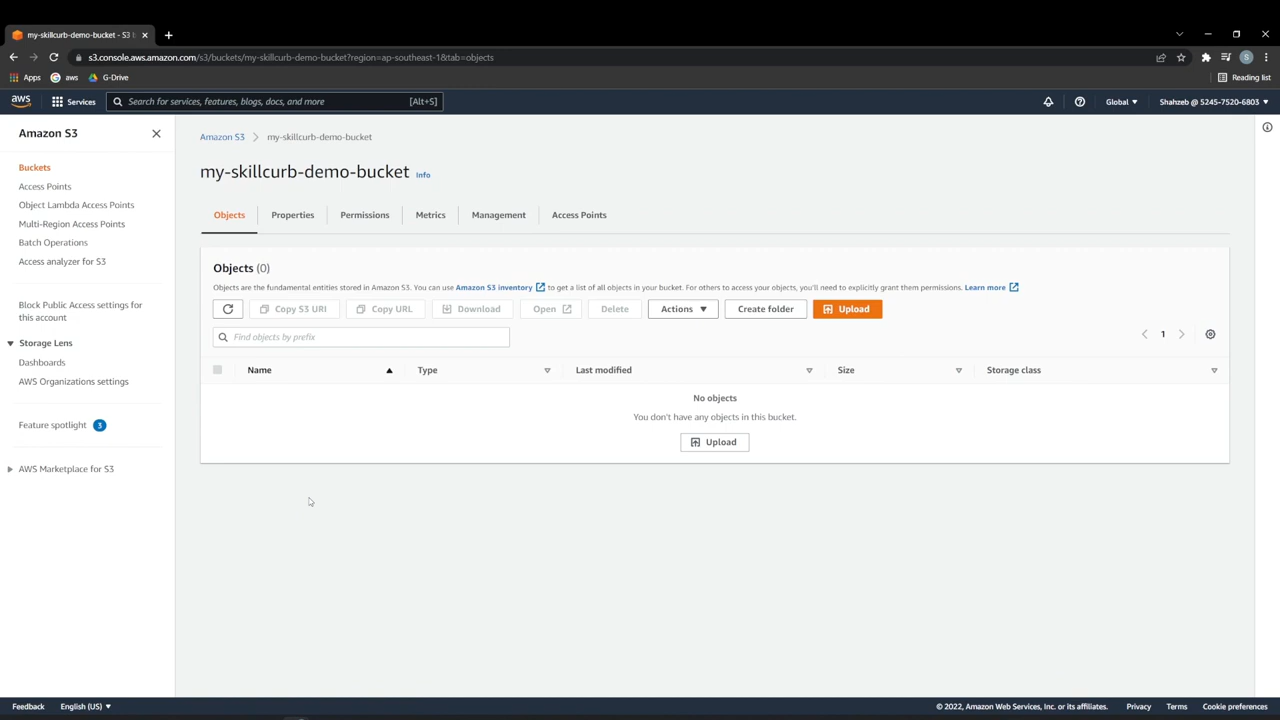 my-skillcurb-demo-bucket - S3 b
s3.console.aws.amazon.com/s3/buckets/my-skillcurb-demo-bucket?region=ap-southeast-1&tab=objects
S
Apps
aws
G-Drive
Reading list
aws
Services
Search for services, features, blogs, docs, and more
[Alt+S]
Global
Shahzeb @ 5245-7520-6803
Amazon S3
Buckets
Access Points
Object Lambda Access Points
Multi-Region Access Points
Batch Operations
Access analyzer for S3
Block Public Access settings for
this account
Storage Lens
Dashboards
AWS Organizations settings
Feature spotlight 3
AWS Marketplace for S3
Amazon S3 > my-skillcurb-demo-bucket
my-skillcurb-demo-bucket Info
Objects
Properties
Permissions
Metrics
Management
Access Points
Objects (0)
Objects are the fundamental entities stored in Amazon S3. You can use Amazon S3 inventory to get a list of all objects in your bucket. For others to access your objects, you'll need to explicitly grant them permissions. Learn more
Copy S3 URI
Copy URL
Download
Open
Delete
Actions
Create folder
Upload
Find objects by prefix
1
Name
Type
Last modified
Size
Storage class
No objects
You don't have any objects in this bucket.
Upload
Feedback
English (US)
© 2022, Amazon Web Services, Inc. or its affiliates.
Privacy
Terms
Cookie preferences